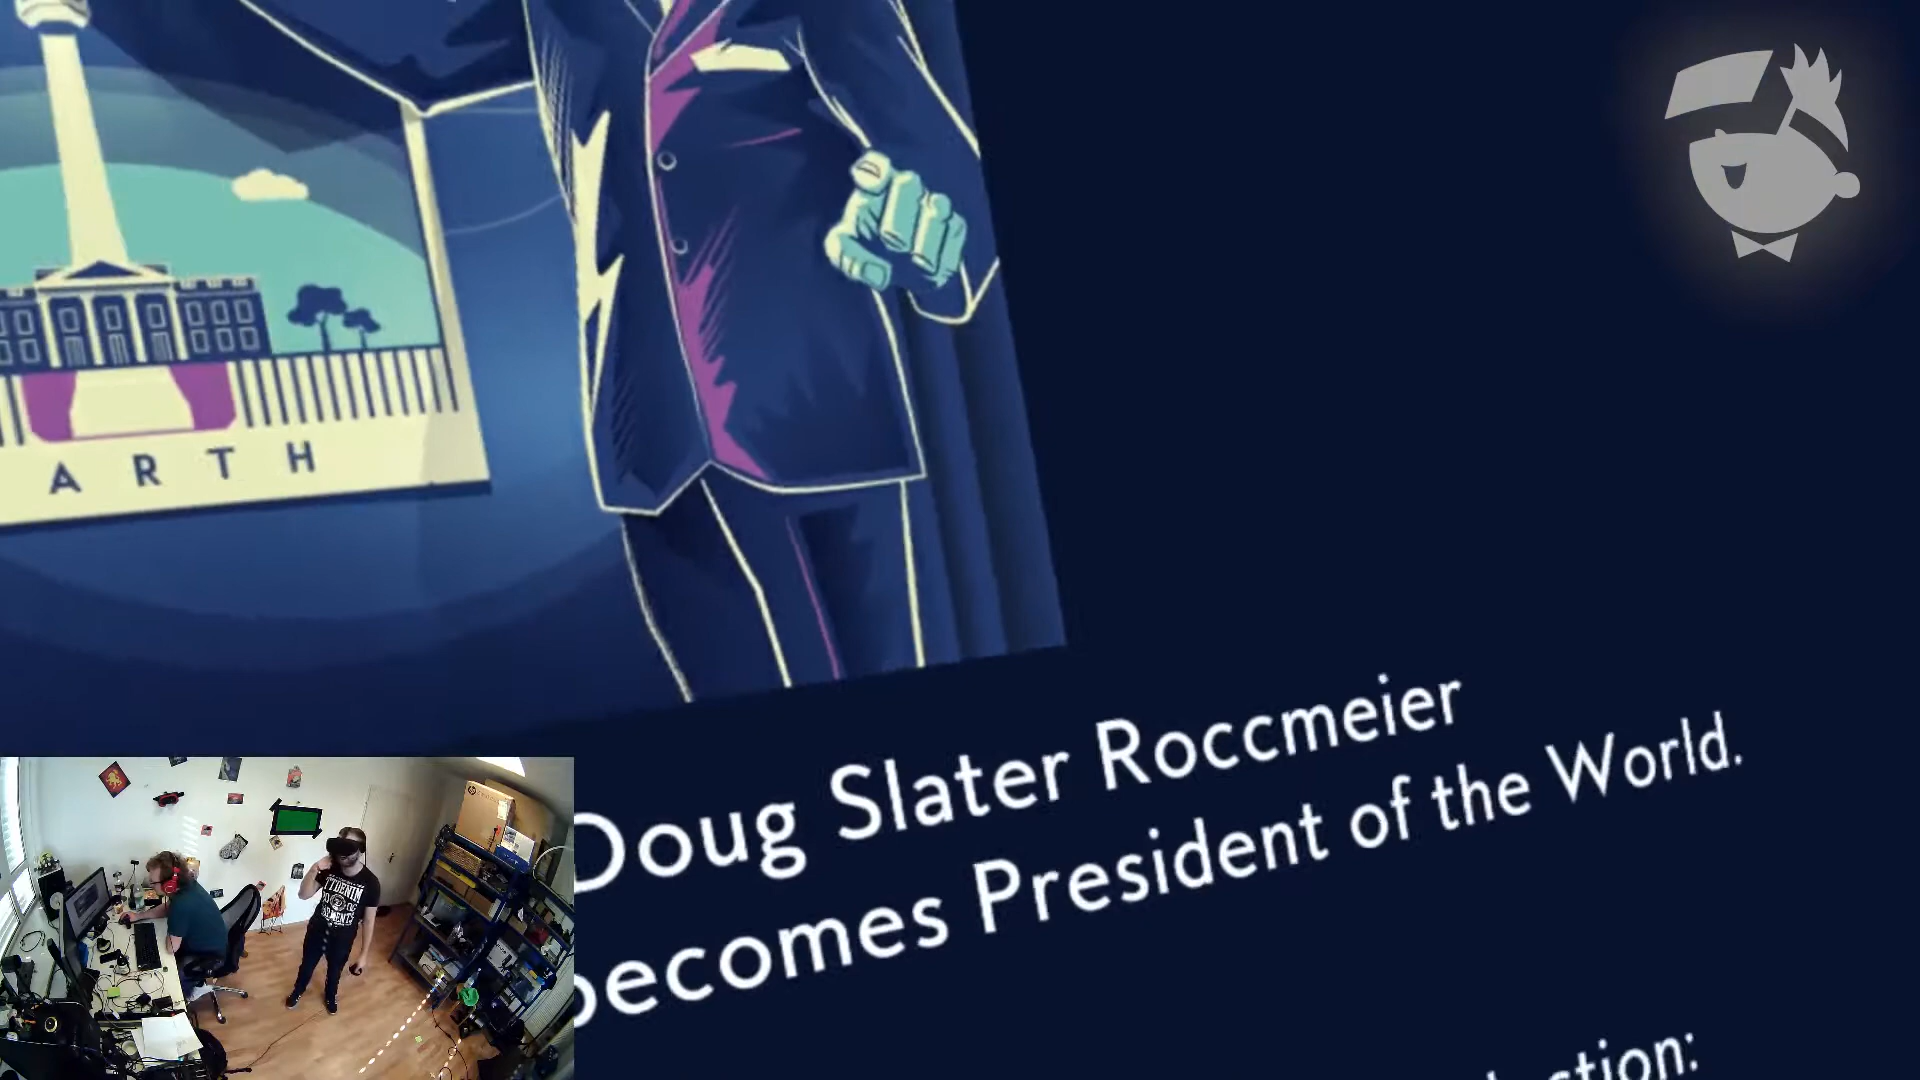 ARTH
Doug Slater Roccmeier
becomes President of the World.